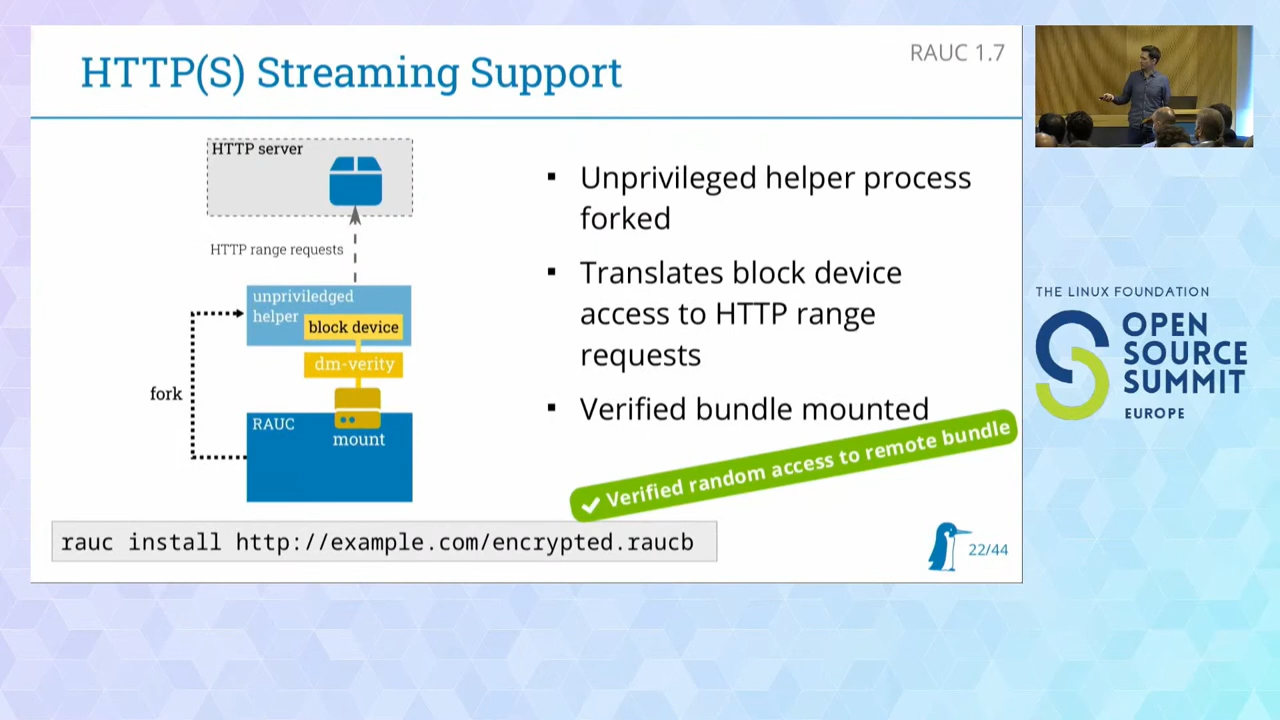 HTTP(S) Streaming Support
RAUC 1.7
HTTP server
HTTP range requests
unpriviledged
helper
block device
dm-verity
fork
RAUC
mount
▪ Unprivileged helper process
forked
▪ Translates block device
access to HTTP range
requests
▪ Verified bundle mounted
✔ Verified random access to remote bundle
rauc install http://example.com/encrypted.raucb
22/44
THE LINUX FOUNDATION
OPEN
SOURCE
SUMMIT
EUROPE